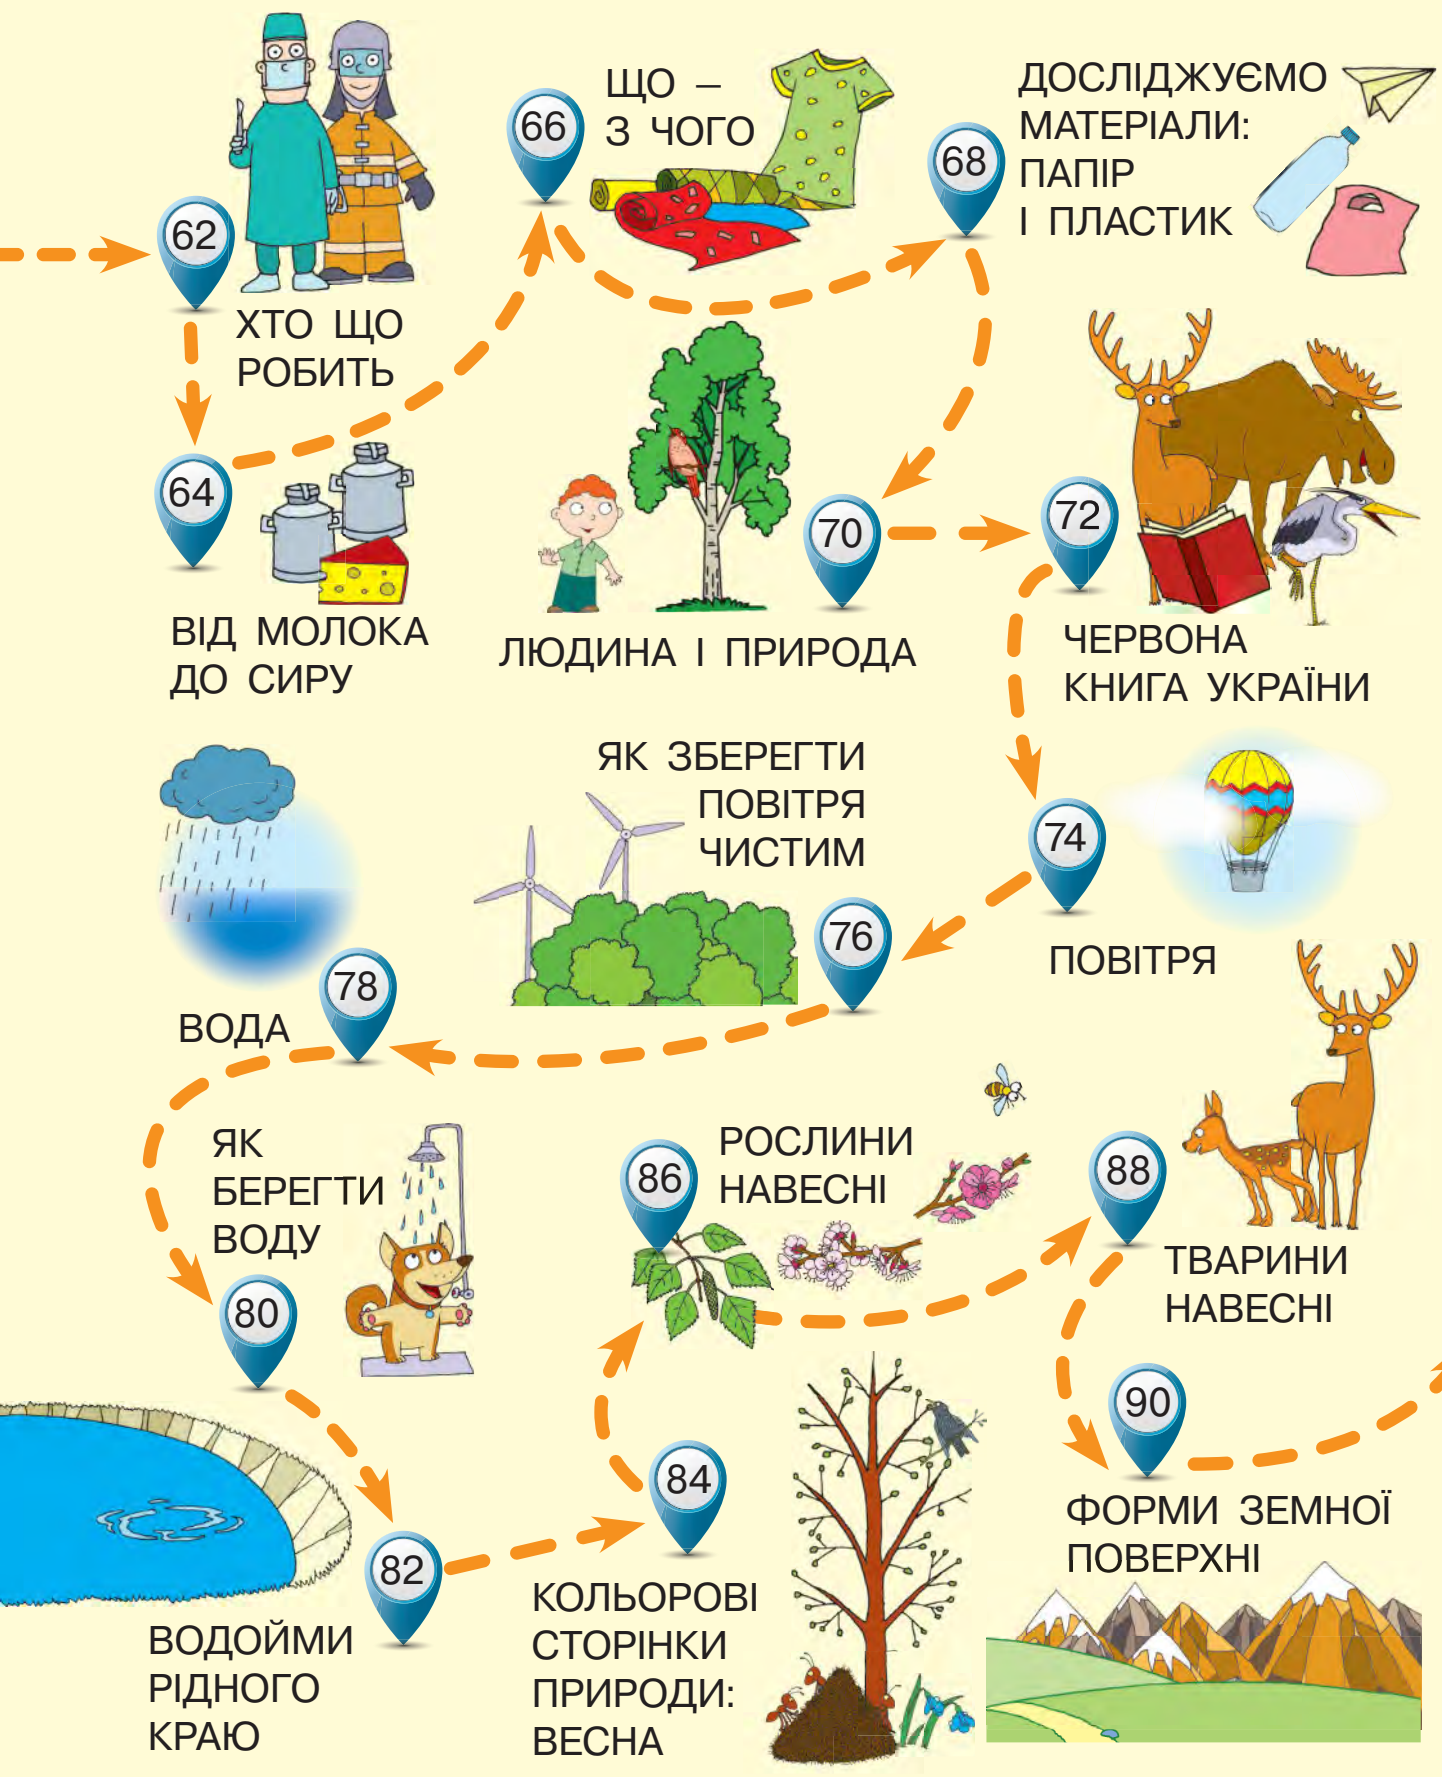 62
ХТО ЩО
РОБИТЬ
64
ВІД МОЛОКА
ДО СИРУ
66
ЩО –
З ЧОГО
68
ДОСЛІДЖУЄМО
МАТЕРІАЛИ:
ПАПІР
І ПЛАСТИК
70
ЛЮДИНА І ПРИРОДА
72
ЧЕРВОНА
КНИГА УКРАЇНИ
74
ПОВІТРЯ
76
ЯК ЗБЕРЕГТИ
ПОВІТРЯ
ЧИСТИМ
78
ВОДА
80
ЯК
БЕРЕГТИ
ВОДУ
82
ВОДОЙМИ
РІДНОГО
КРАЮ
84
КОЛЬОРОВІ
СТОРІНКИ
ПРИРОДИ:
ВЕСНА
86
РОСЛИНИ
НАВЕСНІ
88
ТВАРИНИ
НАВЕСНІ
90
ФОРМИ ЗЕМНОЇ
ПОВЕРХНІ